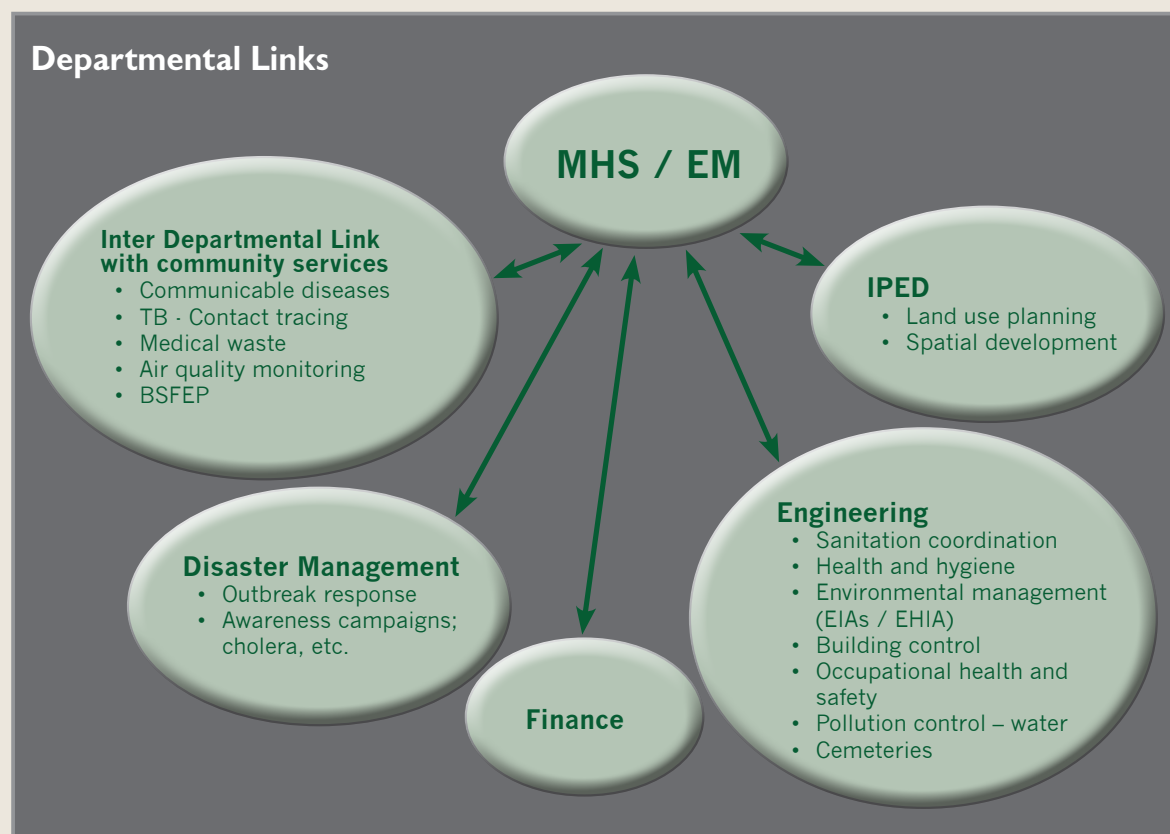 Departmental Links
MHS / EM
Inter Departmental Link
with community services
• Communicable diseases
• TB - Contact tracing
• Medical waste
• Air quality monitoring
• BSFEP
IPED
• Land use planning
• Spatial development
Disaster Management
• Outbreak response
• Awareness campaigns;
cholera, etc.
Finance
Engineering
• Sanitation coordination
• Health and hygiene
• Environmental management
(EIAs / EHIA)
• Building control
• Occupational health and
safety
• Pollution control – water
• Cemeteries